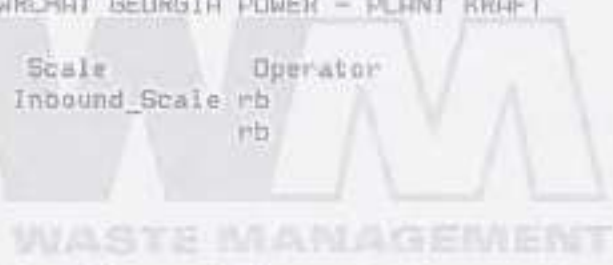 GEORGIA POWER - PLANT KRAFT
Scale Operator
Inbound_Scale rb
rb
WASTE MANAGEMENT